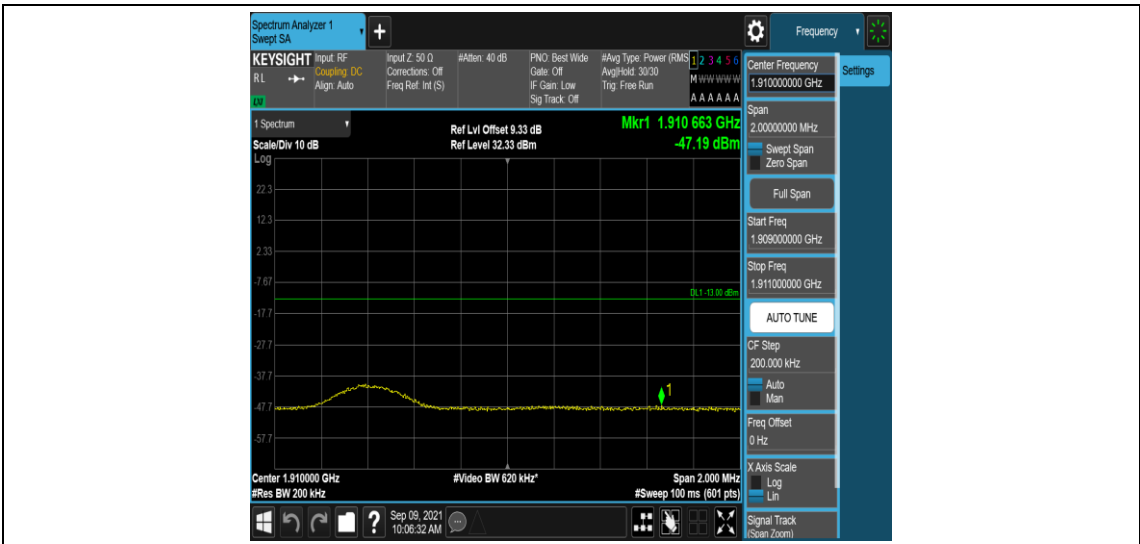 Spectrum Analyzer 1
Swept SA
+
Frequency
KEYSIGHT
RL
Input: RF
Coupling: DC
Align: Auto
Input Z: 50 Ω
Corrections: Off
Freq Ref: Int (S)
#Atten: 40 dB
PNO: Best Wide
Gate: Off
IF Gain: Low
Sig Track: Off
#Avg Type: Power (RMS
Avg|Hold: 30/30
Trig: Free Run
1 2 3 4 5 6
M W W W W W
A A A A A A
1 Spectrum
Scale/Div 10 dB
Log
Ref Lvl Offset 9.33 dB
Ref Level 32.33 dBm
Mkr1 1.910 663 GHz
-47.19 dBm
22.3
12.3
2.33
-7.67
DL1 -13.00 dBm
-17.7
-27.7
-37.7
1
-47.7
-57.7
Center 1.910000 GHz
#Res BW 200 kHz
#Video BW 620 kHz*
Span 2.000 MHz
#Sweep 100 ms (601 pts)
Sep 09, 2021
10:06:32 AM
?
Center Frequency
1.910000000 GHz
Settings
Span
2.00000000 MHz
Swept Span
Zero Span
Full Span
Start Freq
1.909000000 GHz
Stop Freq
1.911000000 GHz
AUTO TUNE
CF Step
200.000 kHz
Auto
Man
Freq Offset
0 Hz
X Axis Scale
Log
Lin
Signal Track
(Span Zoom)